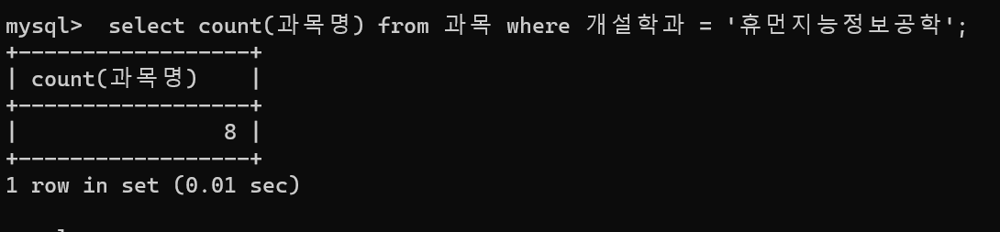 mysql>  select count(과목명) from 과목 where 개설학과 = '휴먼지능정보공학';
+------------------+
| count(과목명)    |
+------------------+
|                8 |
+------------------+
1 row in set (0.01 sec)